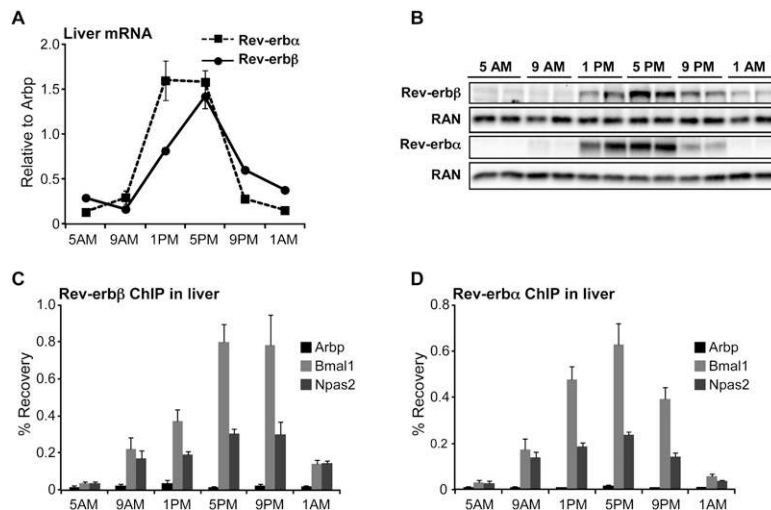 A
Liver mRNA
Rev-erbα
Rev-erbβ
Relative to Arbp
2.0
1.5
1.0
0.5
0
5AM 9AM 1PM 5PM 9PM 1AM
B
5 AM 9 AM 1 PM 5 PM 9 PM 1 AM
Rev-erbβ
RAN
Rev-erbα
RAN
C
Rev-erbβ ChIP in liver
% Recovery
1.0
0.8
0.6
0.4
0.2
0
Arbp
Bmal1
Npas2
5AM 9AM 1PM 5PM 9PM 1AM
D
Rev-erbα ChIP in liver
% Recovery
0.8
0.6
0.4
0.2
0
Arbp
Bmal1
Npas2
5AM 9AM 1PM 5PM 9PM 1AM